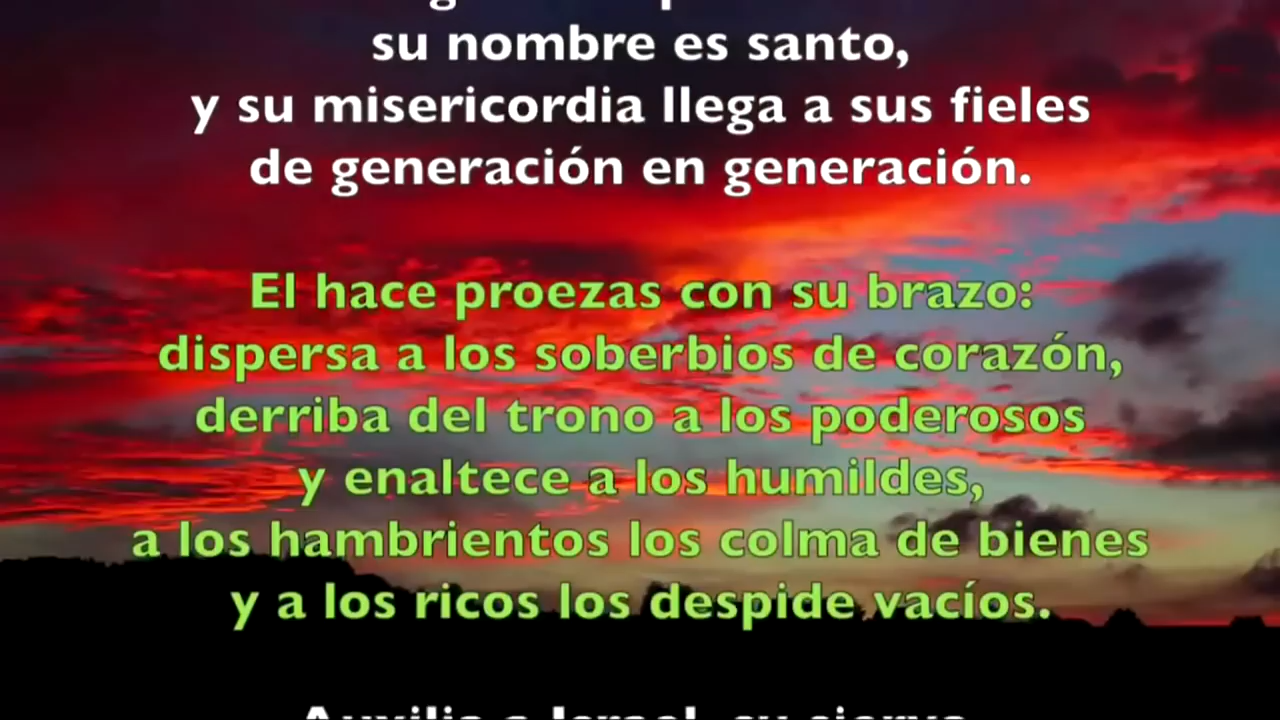 su nombre es santo,
y su misericordia llega a sus fieles
de generación en generación.
El hace proezas con su brazo:
dispersa a los soberbios de corazón,
derriba del trono a los poderosos
y enaltece a los humildes,
a los hambrientos los colma de bienes
y a los ricos los despide vacíos.
Auxilia a Israel, su siervo